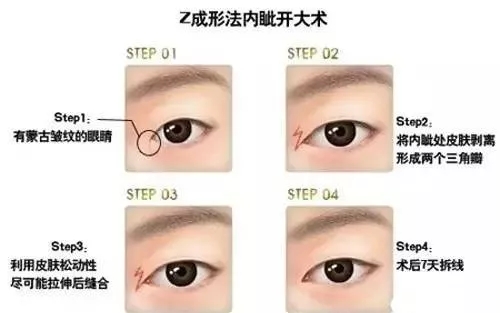 Z成形法内眦开大术
STEP 01
STEP 02
Step1:
有蒙古皱纹的眼睛
Step2:
将内眦处皮肤剥离
形成两个三角瓣
STEP 03
STEP 04
Step3:
利用皮肤松动性
尽可能拉伸后缝合
Step4:
术后7天拆线